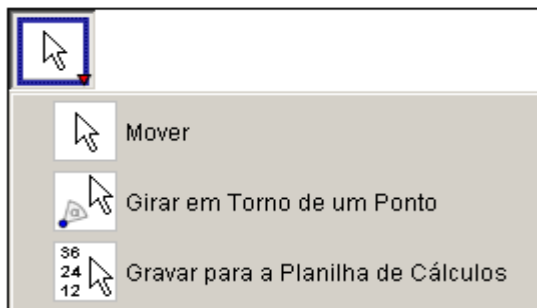 Mover
Girar em Torno de um Ponto
36
24
12
Gravar para a Planilha de Cálculos